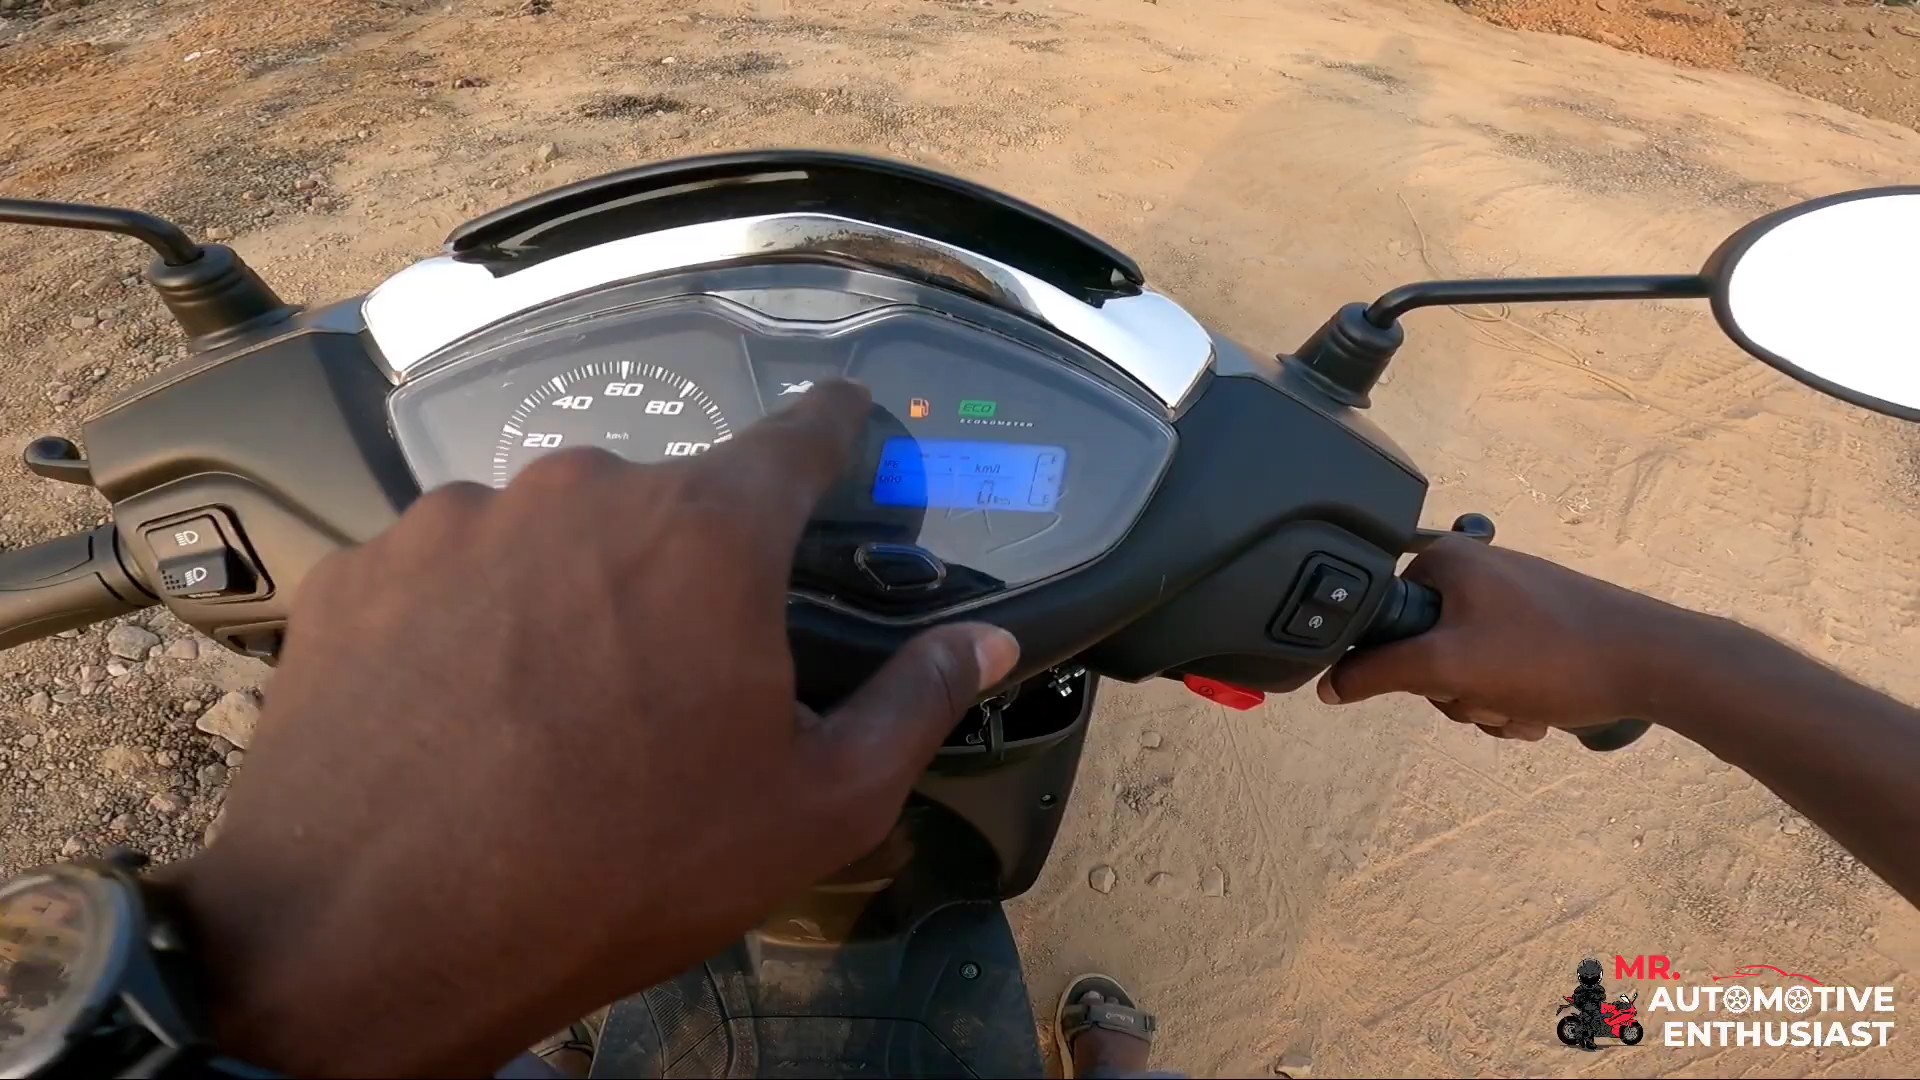 20
40
60
80
100
km/h
ECO
ECONOMETER
km/l
MR.
AUTOMOTIVE
ENTHUSIAST